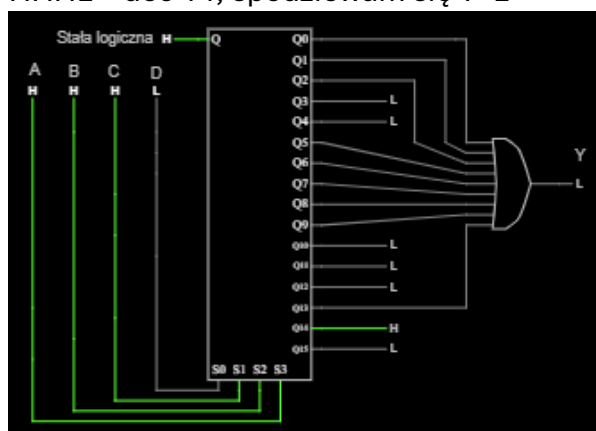 Stała logiczna H Q Q0
A B C D Q1
H H H L Q2
Q3 L
Q4 L
Q5
Q6 Y
Q7 L
Q8
Q9
Q10 L
Q11 L
Q12 L
Q13
Q14 H
Q15 L
S0 S1 S2 S3